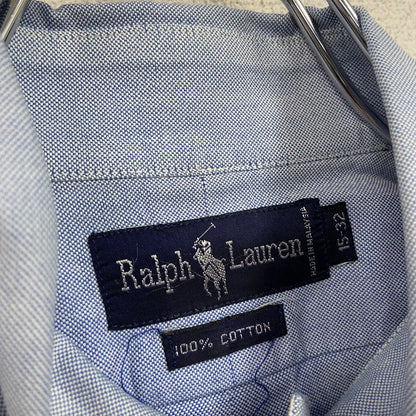 Ralph Lauren
MADE IN MALAYSIA
15-32
100% COTTON